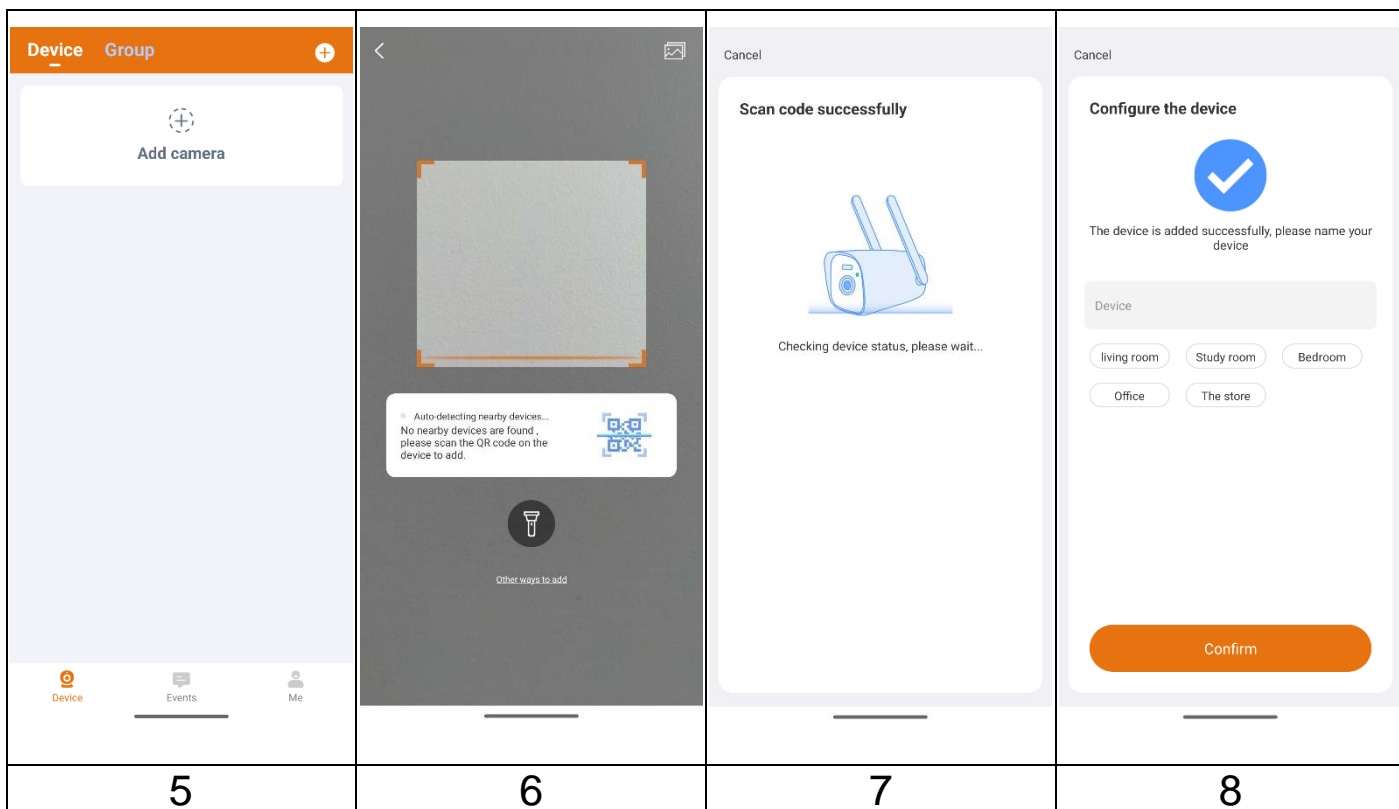 Device Group
Add camera
Device Events Me
5
Auto-detecting nearby devices...
No nearby devices are found ,
please scan the QR code on the
device to add.
Other ways to add
6
Cancel
Scan code successfully
Checking device status, please wait...
7
Cancel
Configure the device
The device is added successfully, please name your
device
Device
living room Study room Bedroom
Office The store
Confirm
8